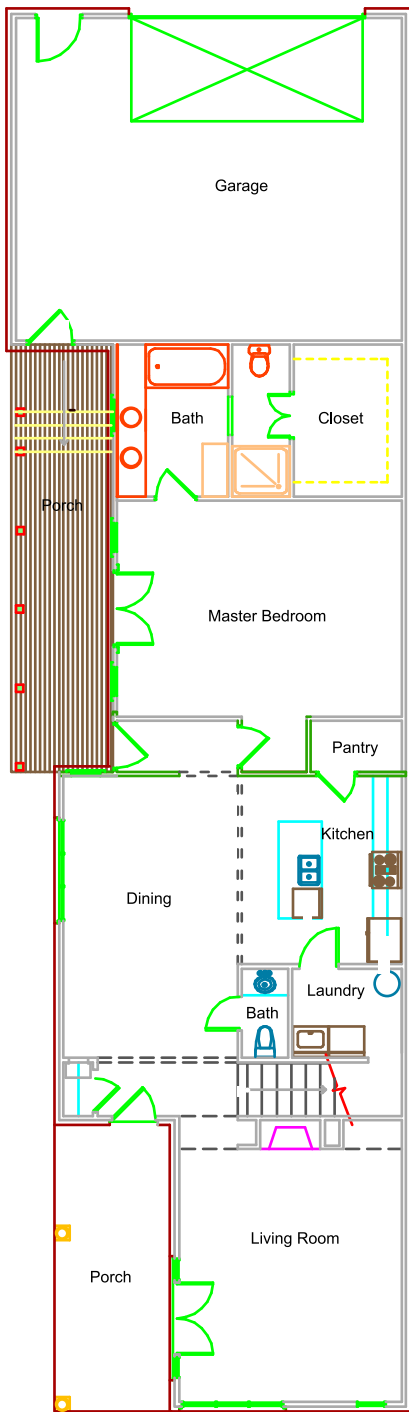 Garage
Bath
Closet
Porch
Master Bedroom
Pantry
Kitchen
Dining
Laundry
Bath
Living Room
Porch